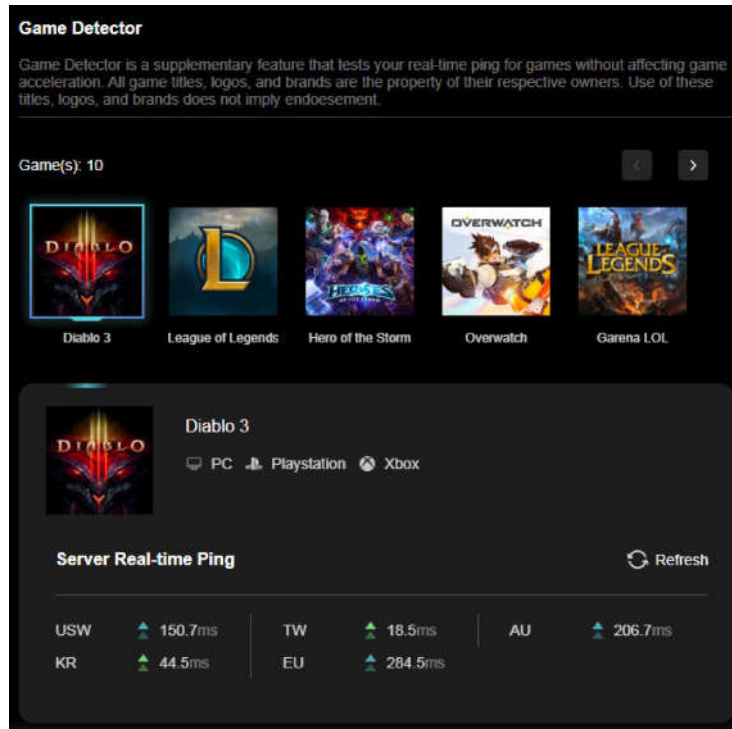 Game Detector
Game Detector is a supplementary feature that tests your real-time ping for games without affecting game
acceleration. All game titles, logos, and brands are the property of their respective owners. Use of these
titles, logos, and brands does not imply endoesement.
Game(s): 10
DIABLO
L
HEROES
OF THE STORM
OVERWATCH
LEAGUE
OF
LEGENDS
Diablo 3
League of Legends
Hero of the Storm
Overwatch
Garena LOL
DIABLO
Diablo 3
PC Playstation Xbox
Server Real-time Ping
Refresh
USW 150.7ms TW 18.5ms AU 206.7ms
KR 44.5ms EU 284.5ms